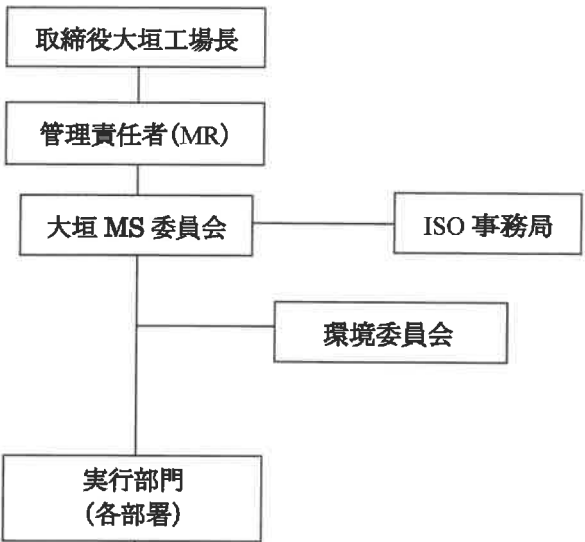 取締役大垣工場長
管理責任者(MR)
大垣 MS 委員会
ISO 事務局
環境委員会
実行部門
(各部署)